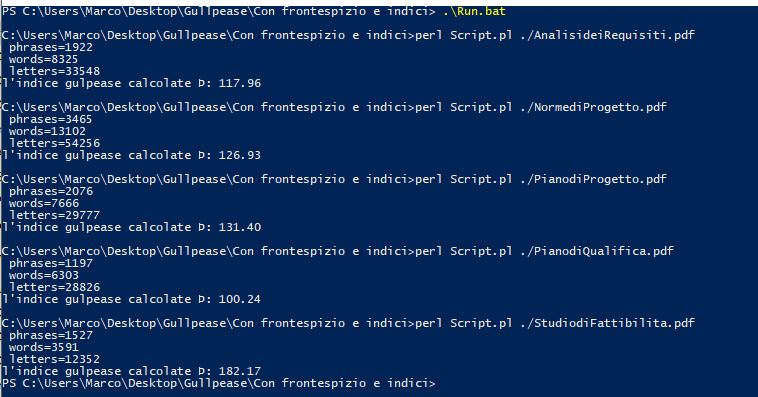 PS C:\Users\Marco\Desktop\Gullpease\Con frontespizio e indici> .\Run.bat
C:\Users\Marco\Desktop\Gullpease\Con frontespizio e indici>perl Script.pl ./AnalisideiRequisiti.pdf
phrases=1922
words=8325
letters=33548
l'indice gulpease calcolate Þ: 117.96
C:\Users\Marco\Desktop\Gullpease\Con frontespizio e indici>perl Script.pl ./NormediProgetto.pdf
phrases=3465
words=13102
letters=54256
l'indice gulpease calcolate Þ: 126.93
C:\Users\Marco\Desktop\Gullpease\Con frontespizio e indici>perl Script.pl ./PianodiProgetto.pdf
phrases=2076
words=7666
letters=29777
l'indice gulpease calcolate Þ: 131.40
C:\Users\Marco\Desktop\Gullpease\Con frontespizio e indici>perl Script.pl ./PianodiQualifica.pdf
phrases=1197
words=6303
letters=28826
l'indice gulpease calcolate Þ: 100.24
C:\Users\Marco\Desktop\Gullpease\Con frontespizio e indici>perl Script.pl ./StudiodiFattibilita.pdf
phrases=1527
words=3591
letters=12352
l'indice gulpease calcolate Þ: 182.17
PS C:\Users\Marco\Desktop\Gullpease\Con frontespizio e indici>